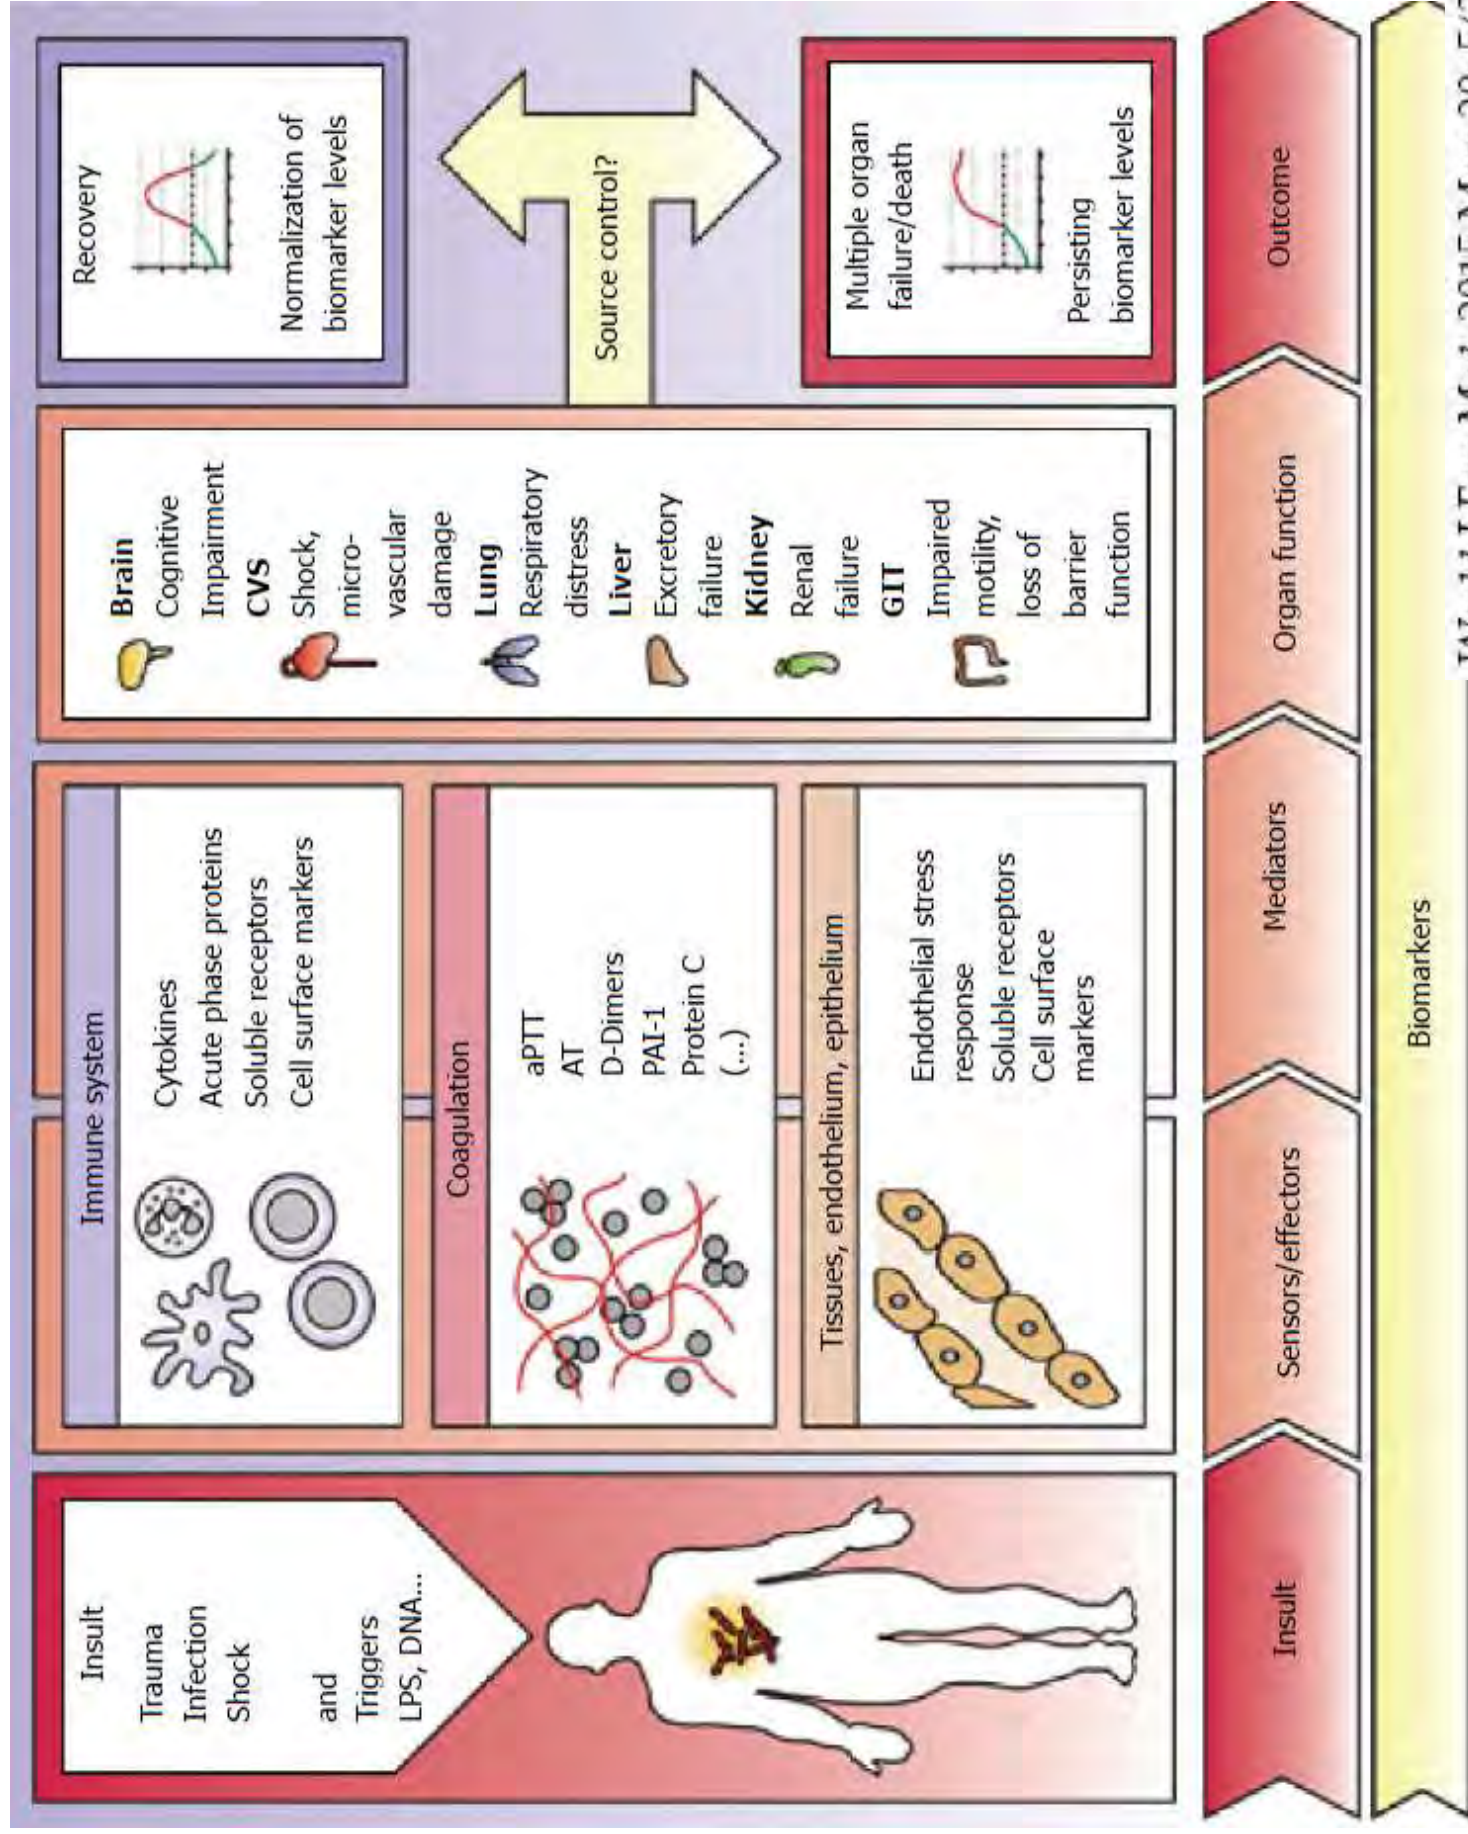 Insult
Trauma
Infection
Shock
and
Triggers
LPS, DNA...
Immune system
Cytokines
Acute phase proteins
Soluble receptors
Cell surface markers
Coagulation
aPTT
AT
D-Dimers
PAI-1
Protein C
(...)
Tissues, endothelium, epithelium
Endothelial stress
response
Soluble receptors
Cell surface
markers
Brain
Cognitive
Impairment
CVS
Shock,
micro-
vascular
damage
Lung
Respiratory
distress
Liver
Excretory
failure
Kidney
Renal
failure
GIT
Impaired
motility,
loss of
barrier
function
Source control?
Recovery
Normalization of
biomarker levels
Multiple organ
failure/death
Persisting
biomarker levels
Insult
Sensors/effectors
Mediators
Organ function
Outcome
Biomarkers